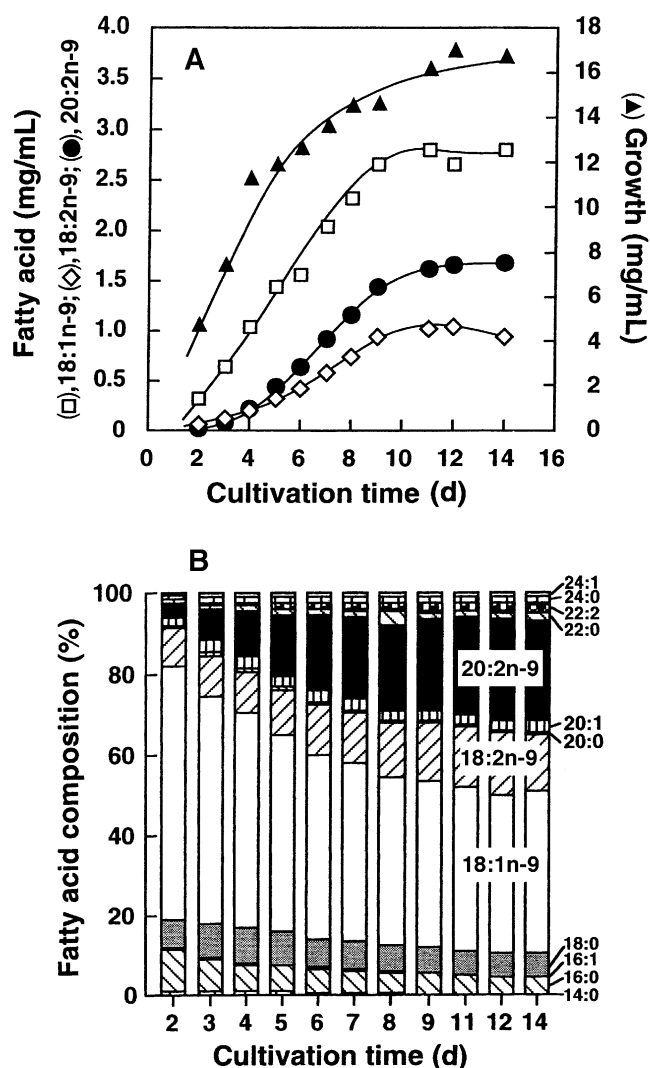 A
4.0
3.5
3.0
2.5
2.0
1.5
1.0
0.5
0
18
16
14
12
10
8
6
4
2
0
Fatty acid (mg/mL)
(□),18:1n-9;(◇),18:2n-9;(●),20:2n-9
(▲) Growth (mg/mL)
0 2 4 6 8 10 12 14 16
Cultivation time (d)
B
100
80
60
40
20
0
Fatty acid composition (%)
24:1
24:0
22:2
22:0
20:2n-9
20:1
20:0
18:2n-9
18:1n-9
18:0
16:1
16:0
14:0
2 3 4 5 6 7 8 9 11 12 14
Cultivation time (d)